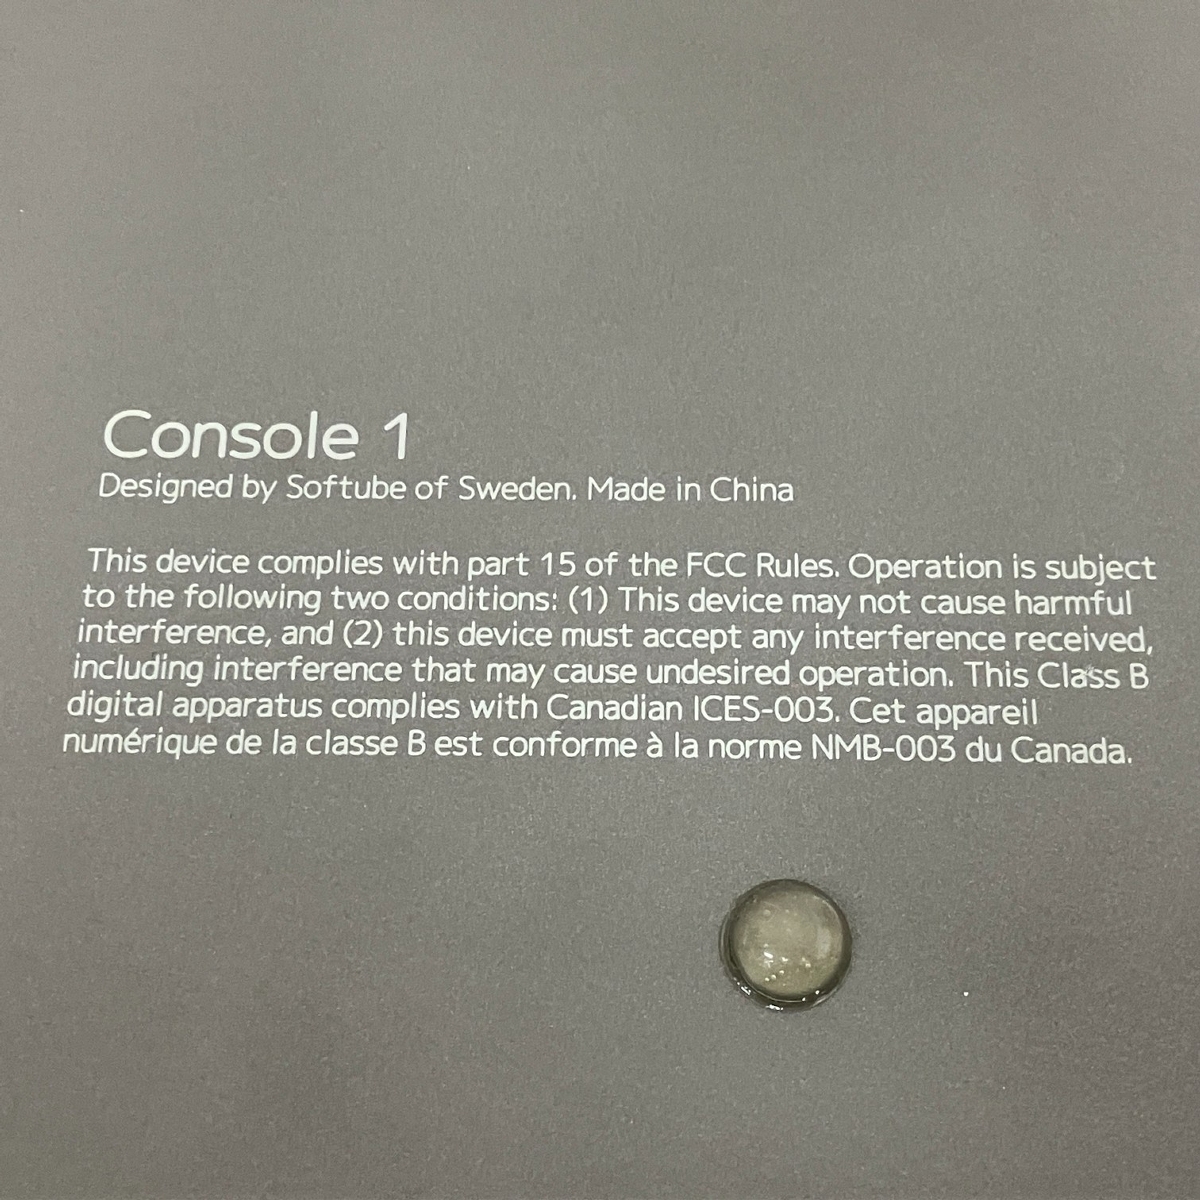 Console 1
Designed by Softube of Sweden. Made in China
This device complies with part 15 of the FCC Rules. Operation is subject
to the following two conditions: (1) This device may not cause harmful
interference, and (2) this device must accept any interference received,
including interference that may cause undesired operation. This Class B
digital apparatus complies with Canadian ICES-003. Cet appareil
numérique de la classe B est conforme à la norme NMB-003 du Canada.